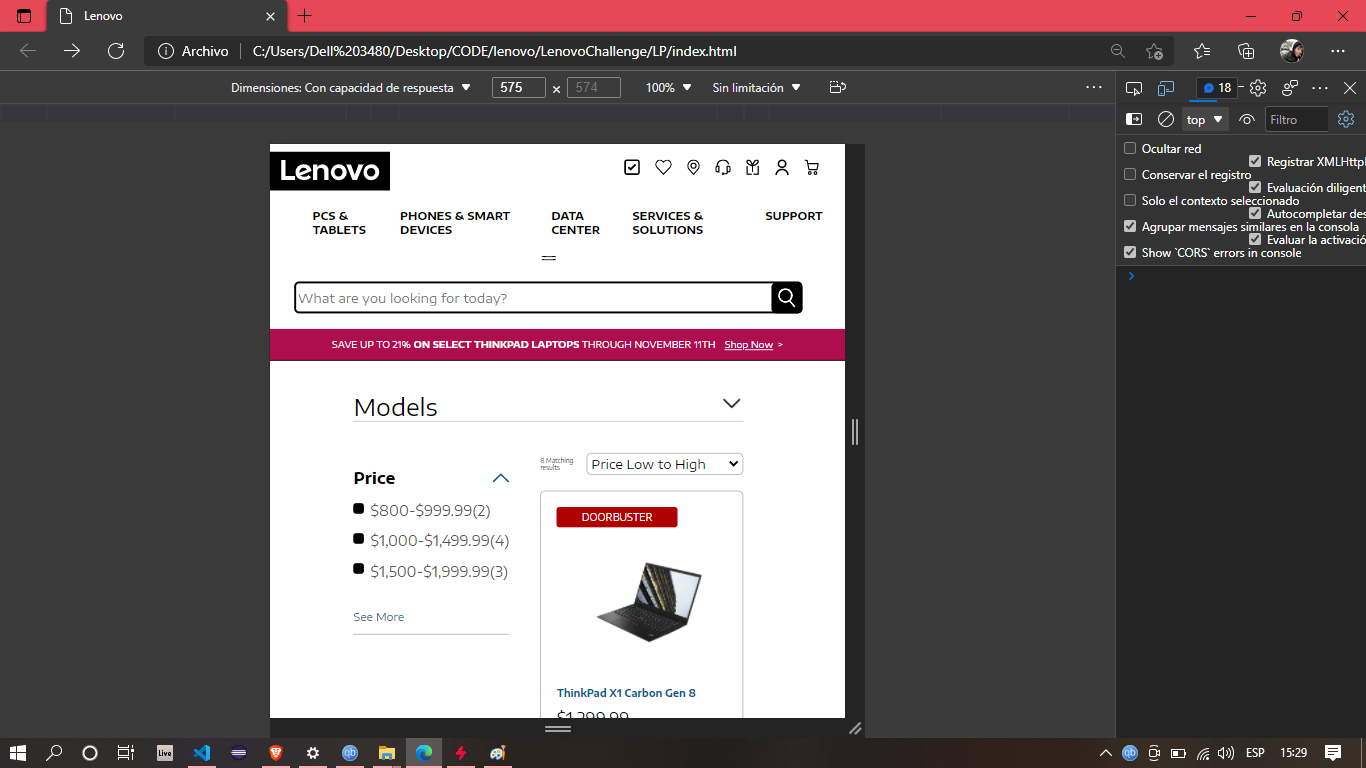 Lenovo
Archivo
C:/Users/Dell%203480/Desktop/CODE/lenovo/LenovoChallenge/LP/index.html
Dimensiones: Con capacidad de respuesta
575 × 574
100%
Sin limitación
18
top
Filtro
Ocultar red
Registrar XMLHttpl
Conservar el registro
Evaluación diligent
Solo el contexto seleccionado
Autocompletar des
Agrupar mensajes similares en la consola
Evaluar la activació
Show `CORS` errors in console
Lenovo
PCS &
TABLETS
PHONES & SMART
DEVICES
DATA
CENTER
SERVICES &
SOLUTIONS
SUPPORT
What are you looking for today?
SAVE UP TO 21% ON SELECT THINKPAD LAPTOPS THROUGH NOVEMBER 11TH Shop Now >
Models
8 Matching
results
Price Low to High
Price
$800-$999.99(2)
$1,000-$1,499.99(4)
$1,500-$1,999.99(3)
See More
DOORBUSTER
ThinkPad X1 Carbon Gen 8
$1,299.99
Live
qb
qb
ESP
15:29